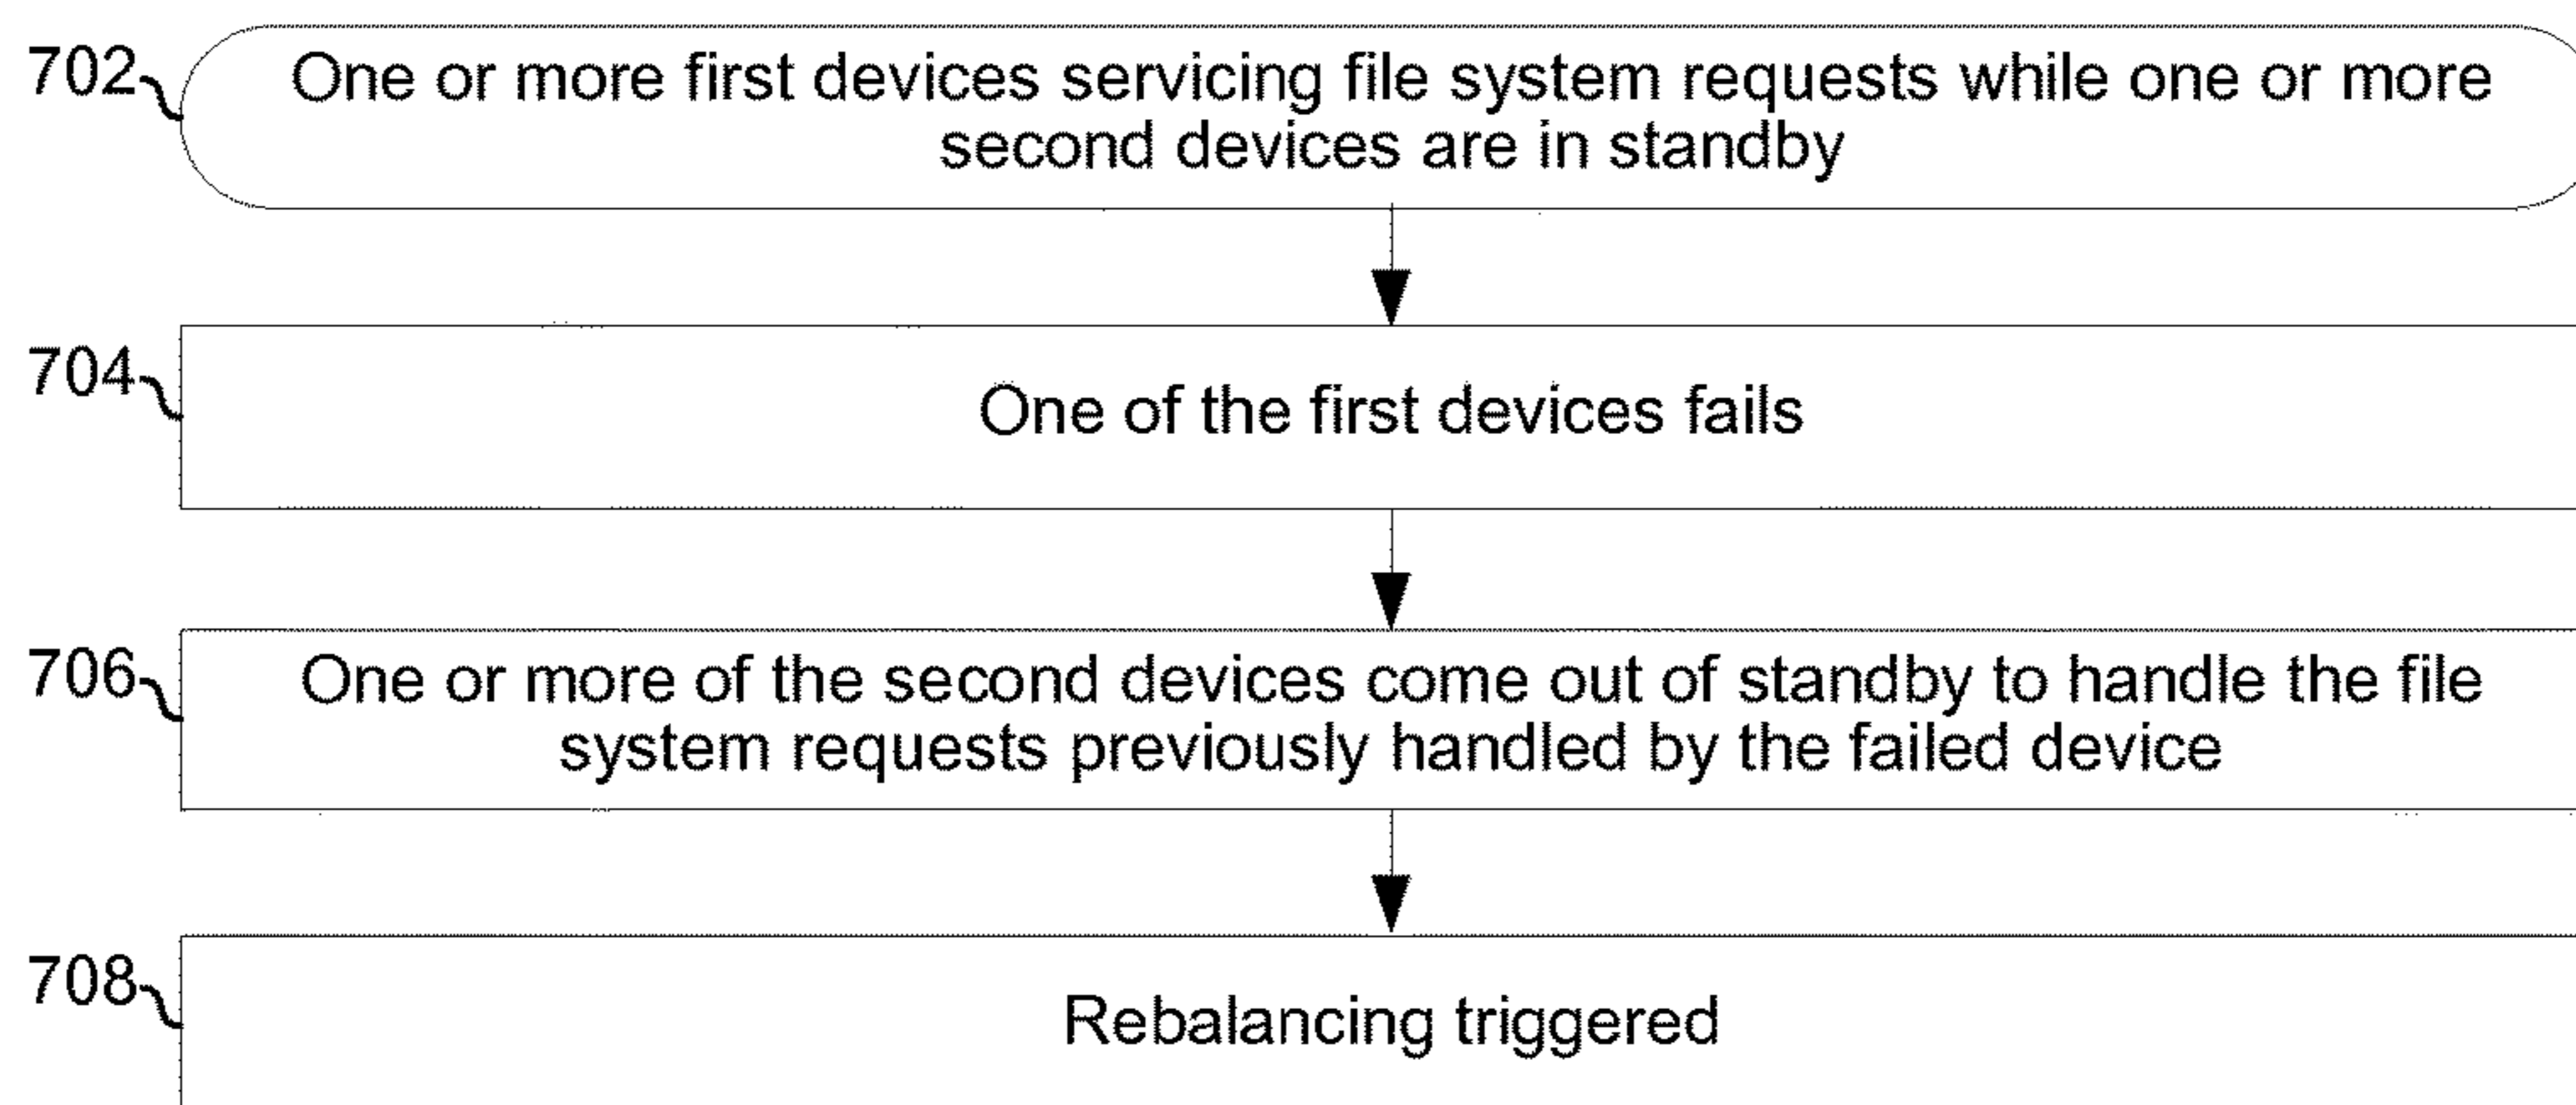 702
One or more first devices servicing file system requests while one or more
second devices are in standby
704
One of the first devices fails
706
One or more of the second devices come out of standby to handle the file
system requests previously handled by the failed device
708
Rebalancing triggered